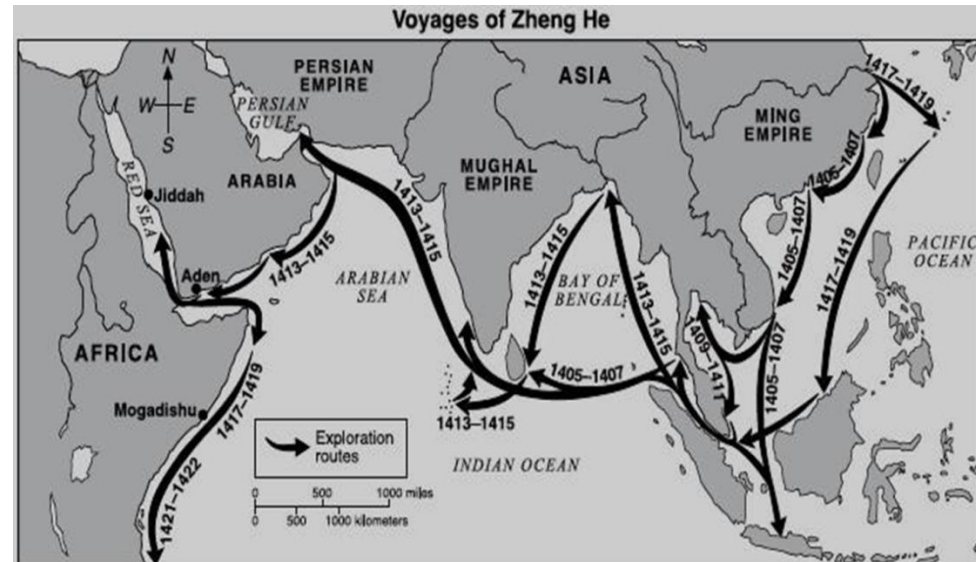 Voyages of Zheng He
N
W
E
S
PERSIAN
EMPIRE
PERSIAN
GULF
ASIA
MING
EMPIRE
MUGHAL
EMPIRE
ARABIA
RED SEA
Jiddah
Aden
ARABIAN
SEA
BAY OF
BENGAL
PACIFIC
OCEAN
AFRICA
Mogadishu
INDIAN OCEAN
1417–1419
1405–1407
1405–1407
1417–1419
1405–1407
1409–1411
1413–1415
1413–1415
1405–1407
1413–1415
1413–1415
1413–1415
1417–1419
1421–1422
Exploration
routes
0 500 1000 miles
0 500 1000 kilometers